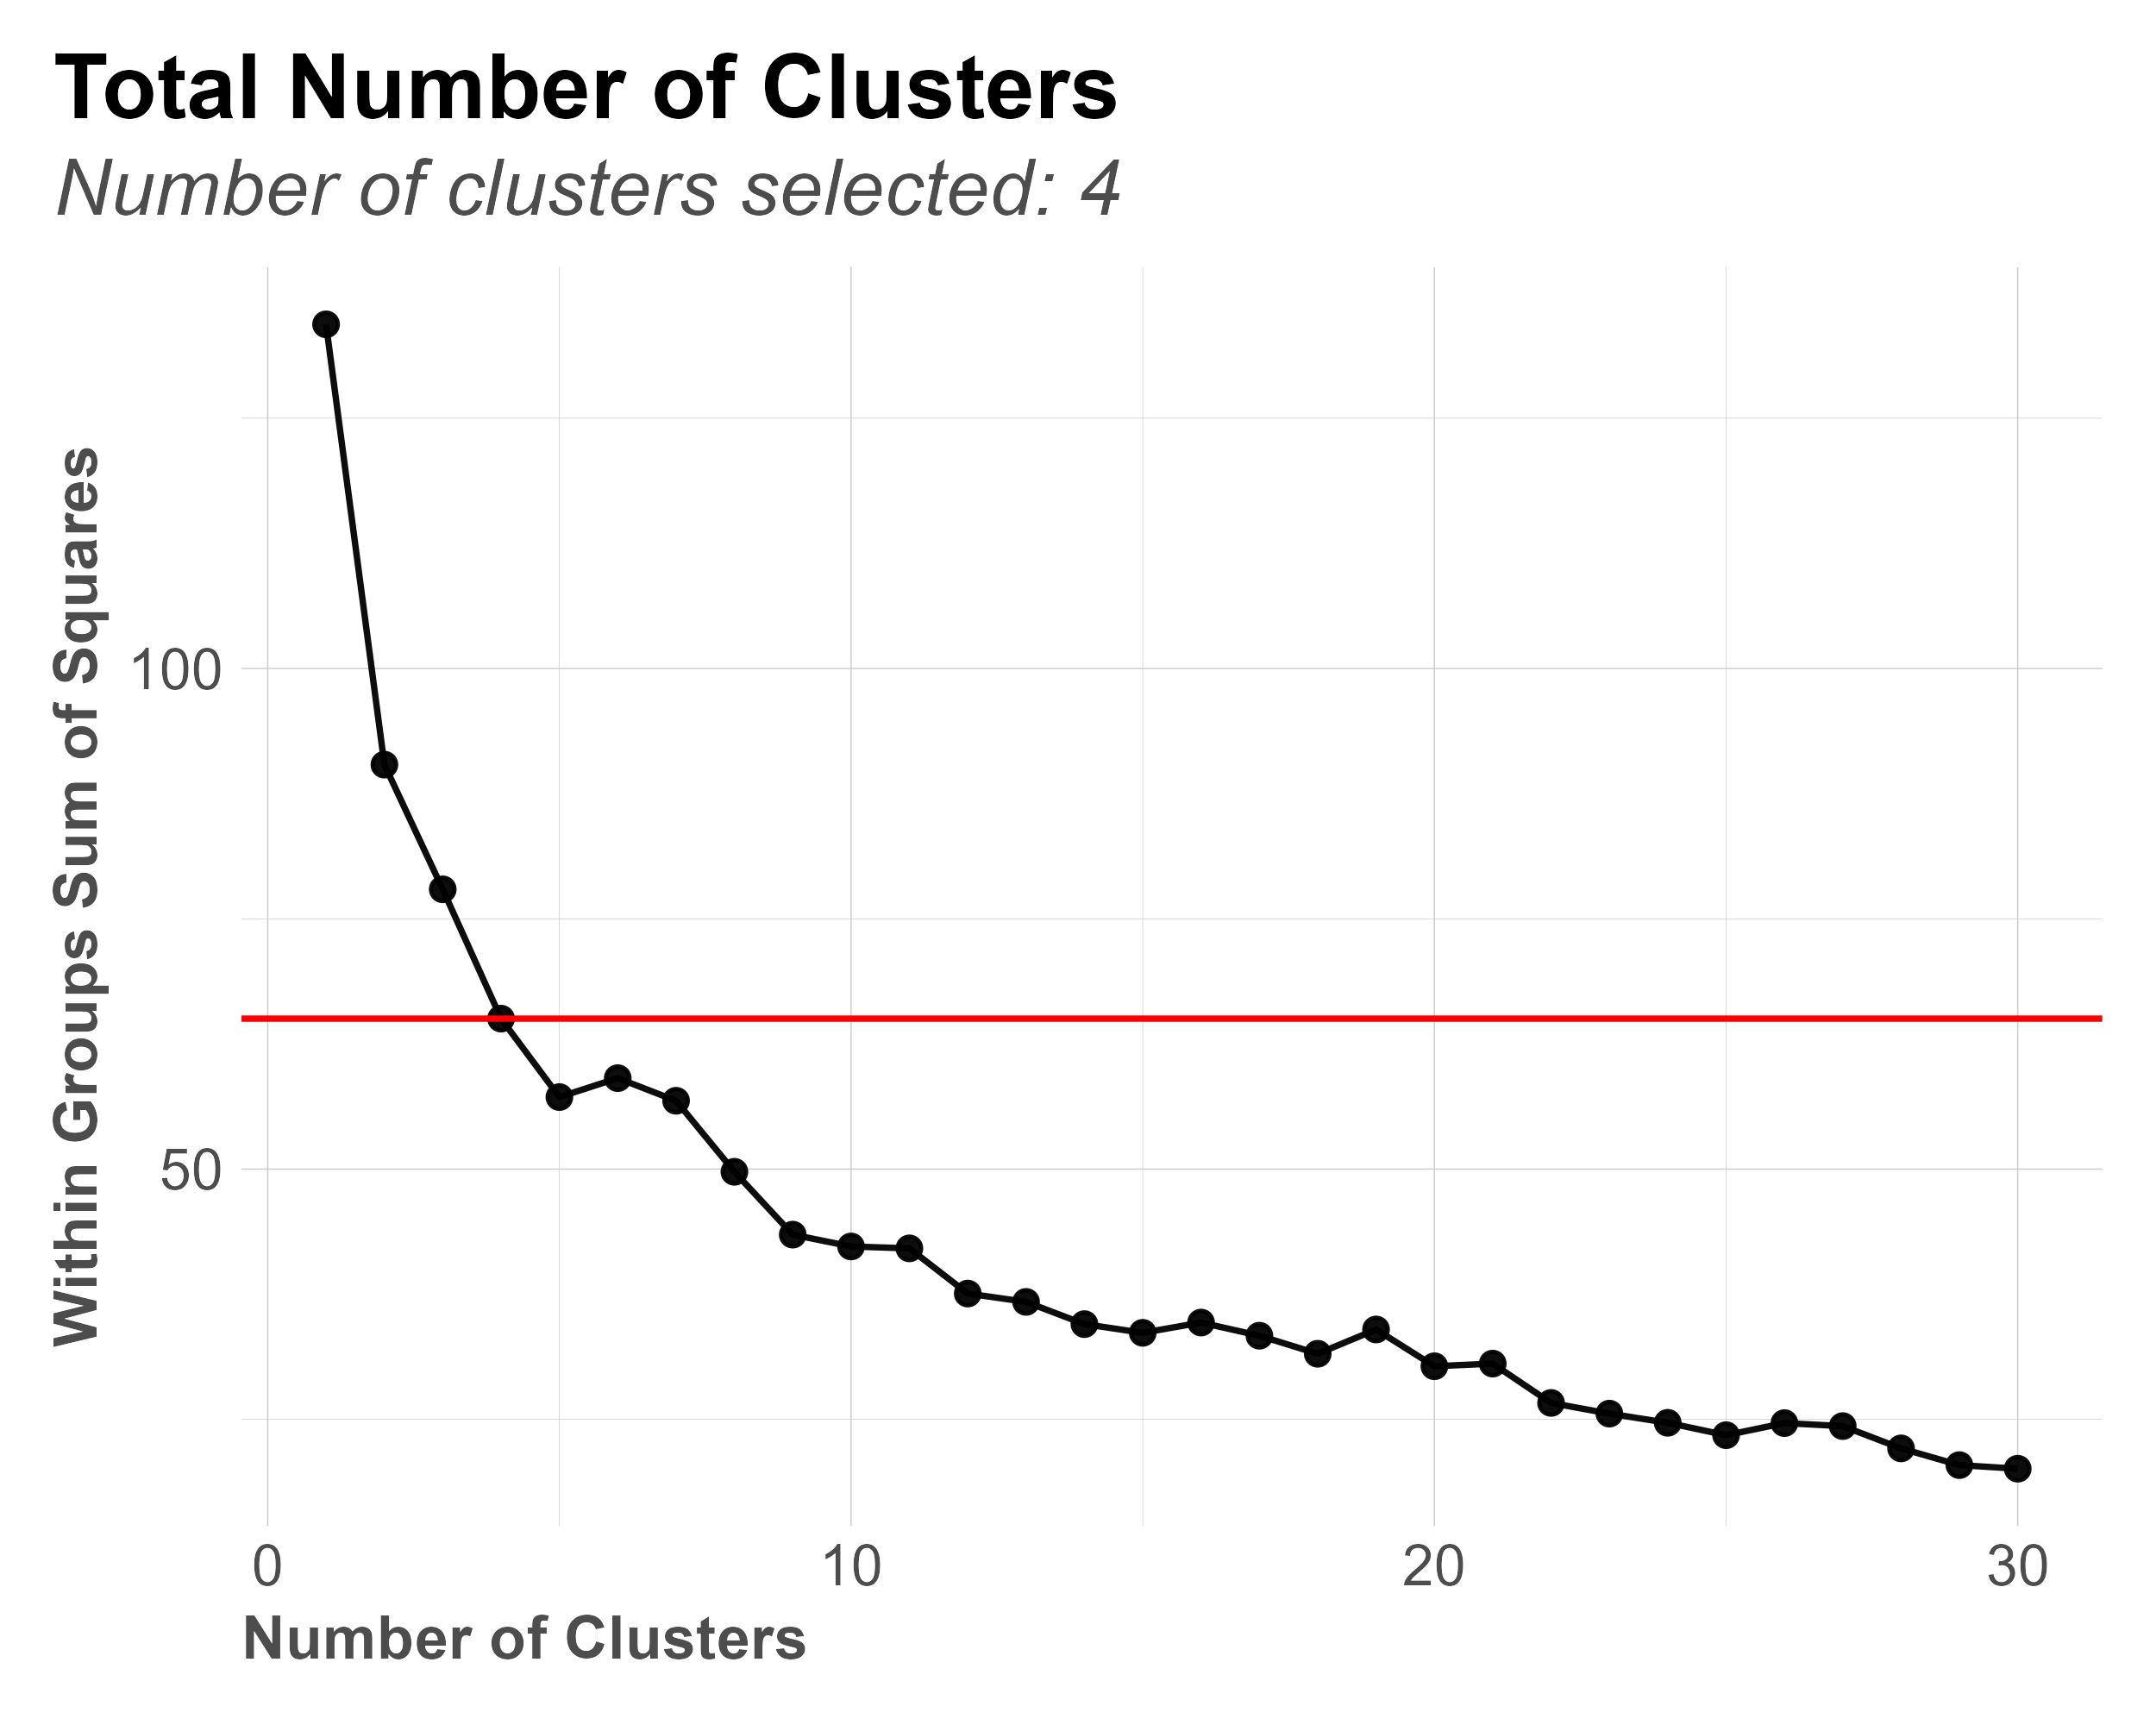 Total Number of Clusters
Number of clusters selected: 4
Within Groups Sum of Squares
100
50
0 10 20 30
Number of Clusters